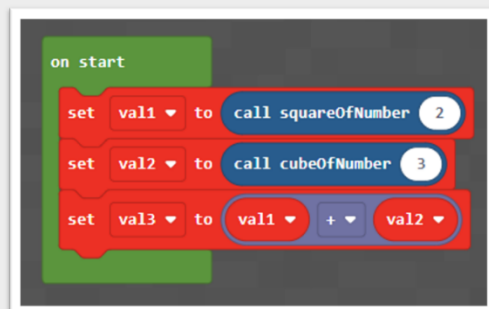 on start
set val1 to call squareOfNumber 2
set val2 to call cubeOfNumber 3
set val3 to val1 + val2